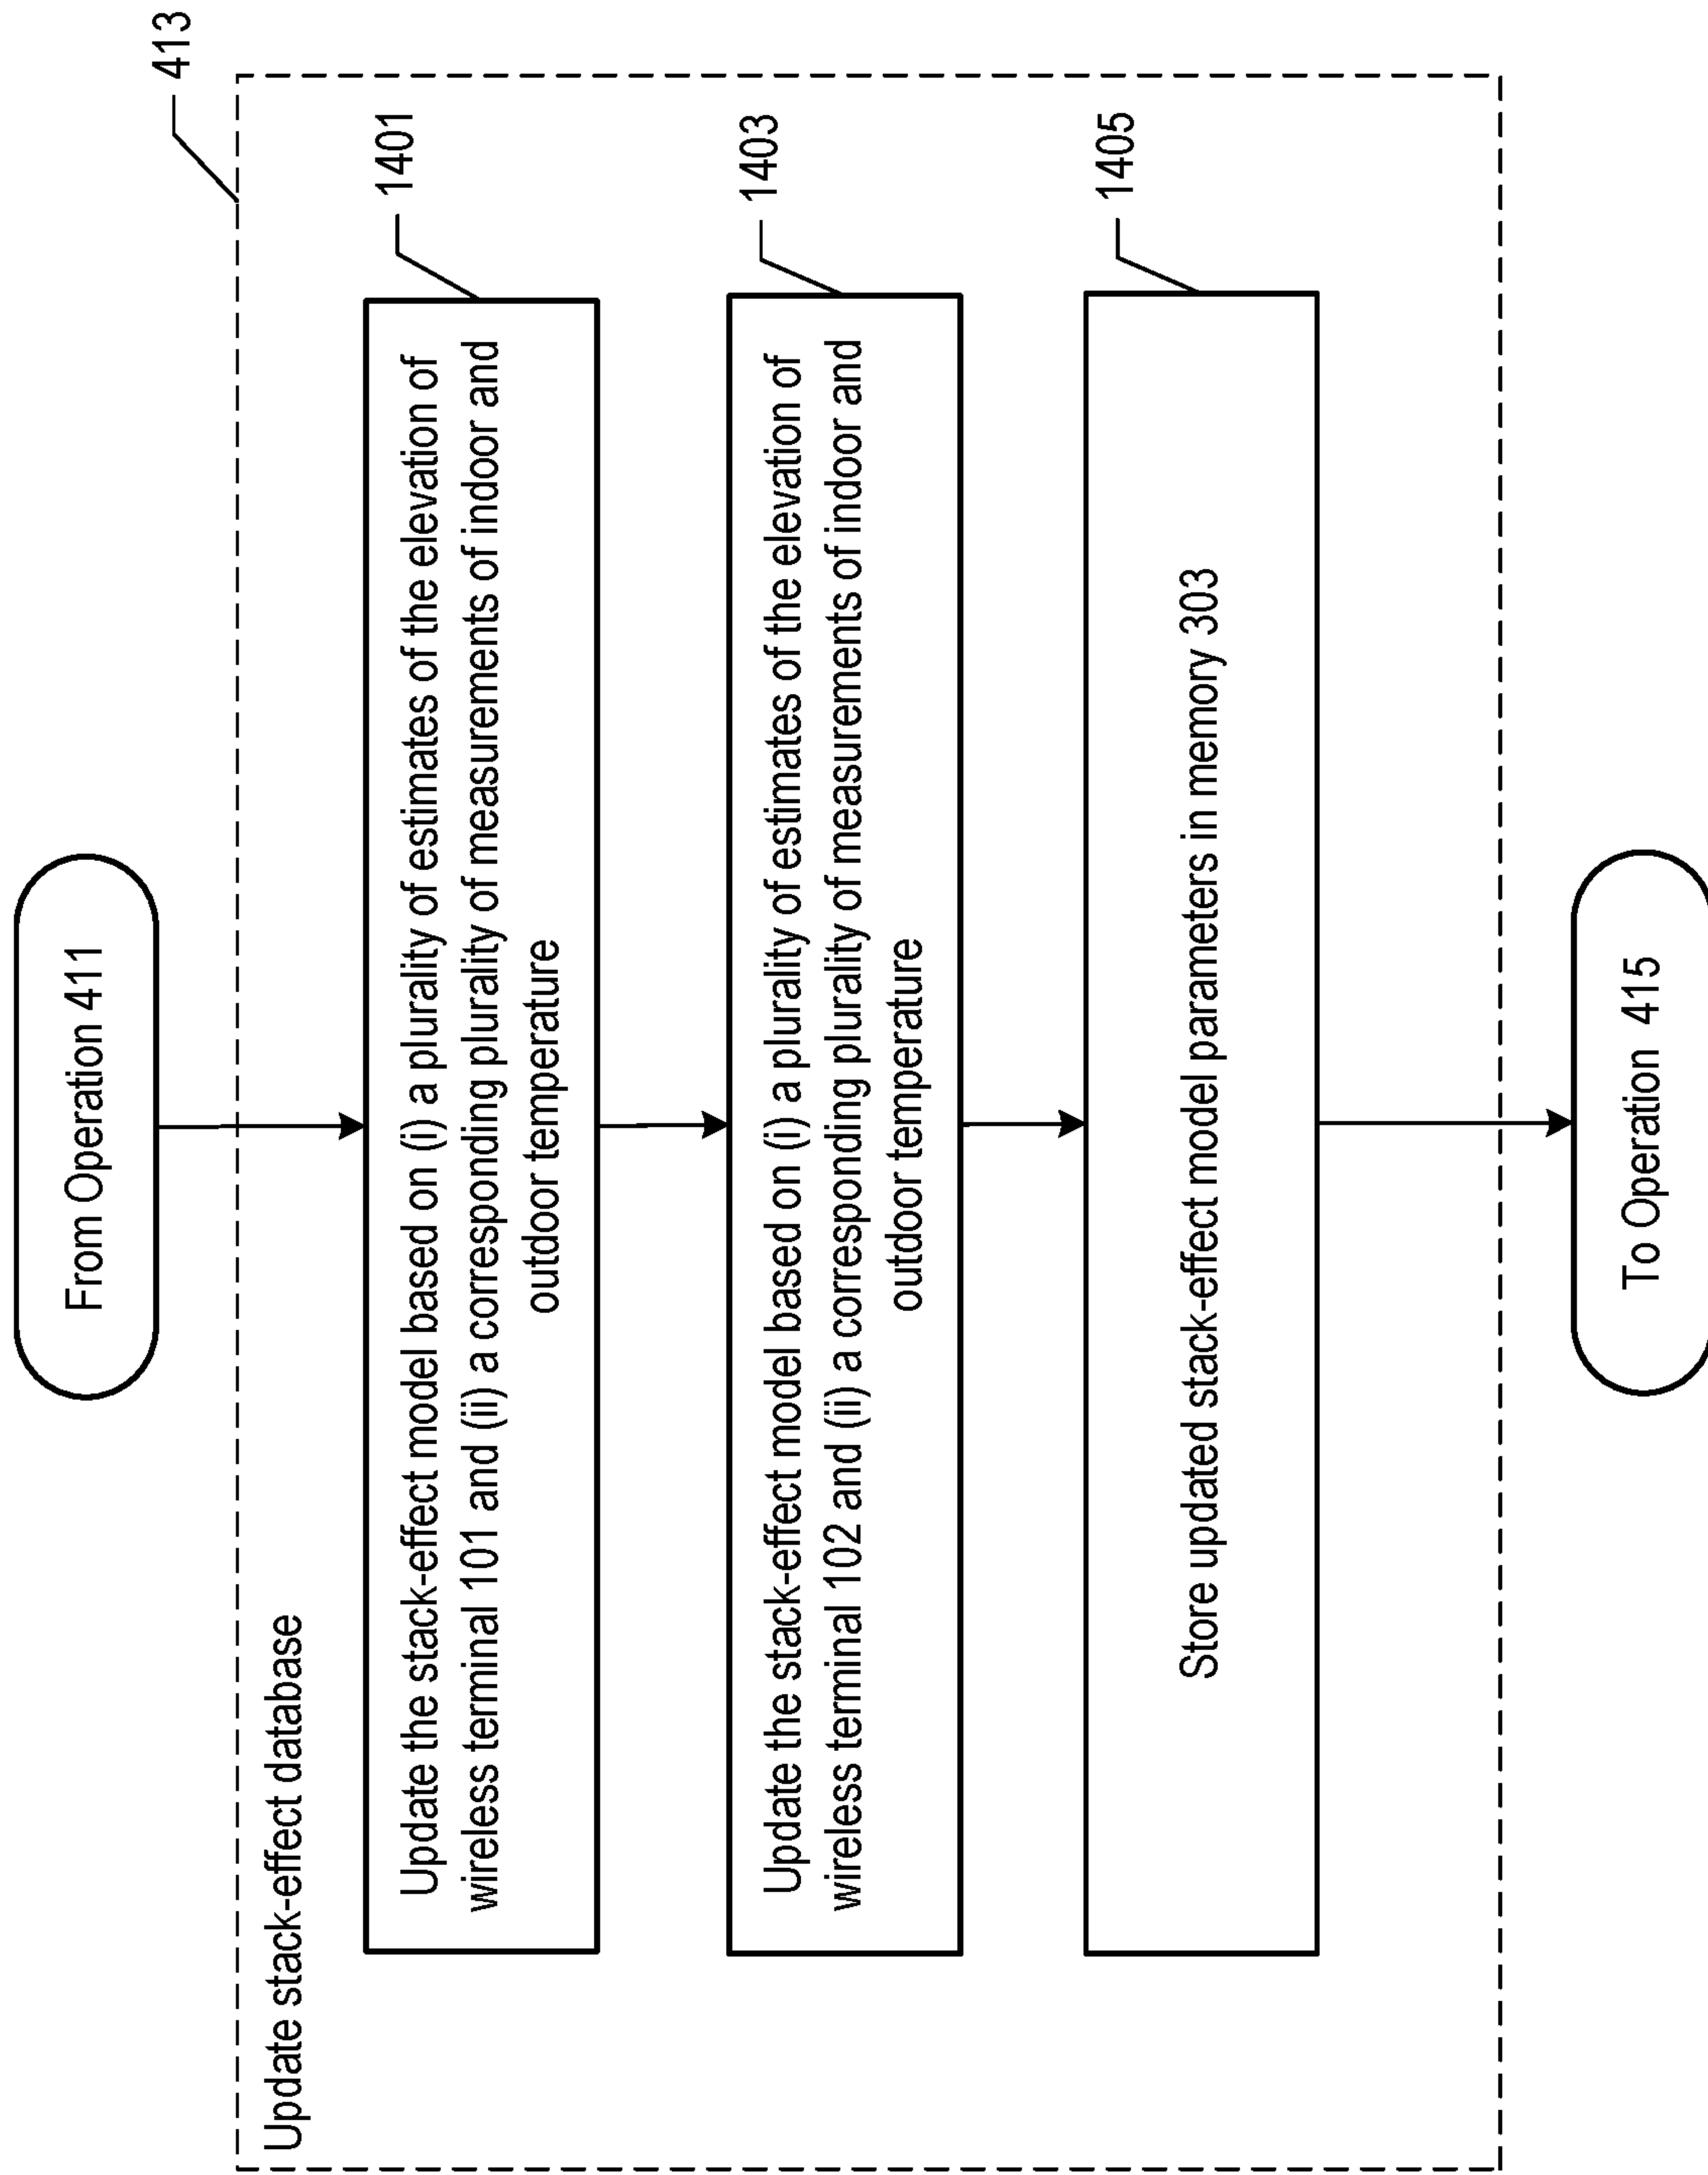 From Operation 411
413
Update stack-effect database
1401
Update the stack-effect model based on (i) a plurality of estimates of the elevation of
wireless terminal 101 and (ii) a corresponding plurality of measurements of indoor and
outdoor temperature
1403
Update the stack-effect model based on (i) a plurality of estimates of the elevation of
wireless terminal 102 and (ii) a corresponding plurality of measurements of indoor and
outdoor temperature
1405
Store updated stack-effect model parameters in memory 303
To Operation 415